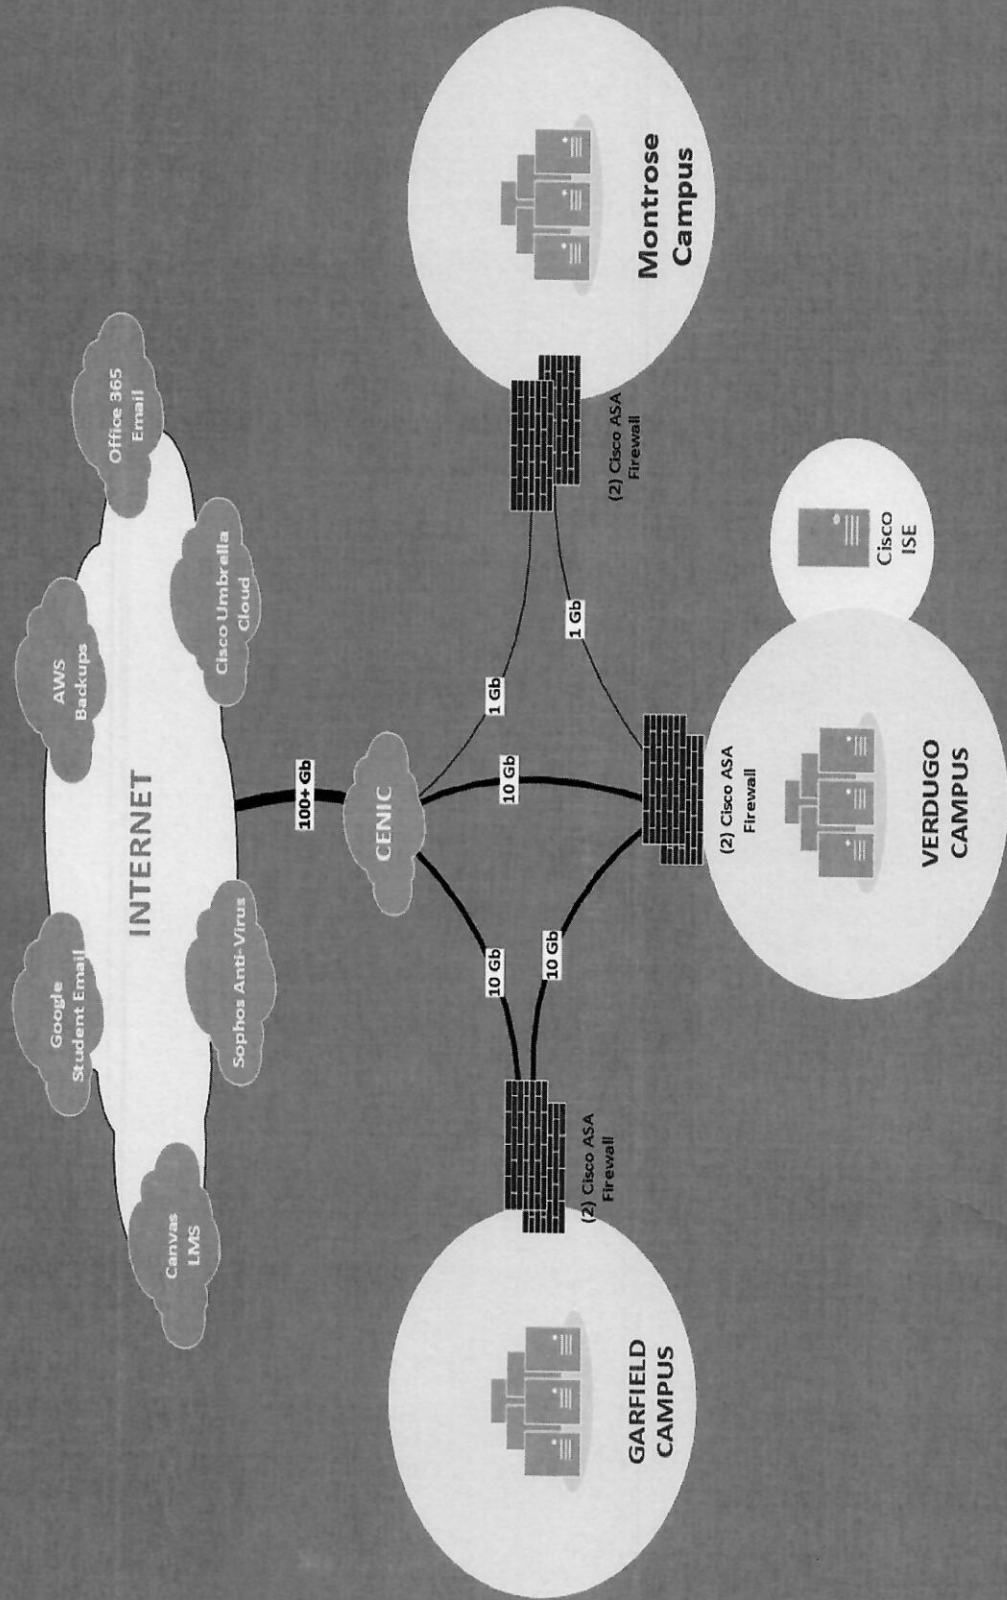 INTERNET
Google
Student Email
AWS
Backups
Canvas
LMS
Office 365
Email
Sophos Anti-Virus
Cisco Umbrella
Cloud
100+ Gb
CENIC
10 Gb
10 Gb
1 Gb
10 Gb
1 Gb
(2) Cisco ASA
Firewall
(2) Cisco ASA
Firewall
(2) Cisco ASA
Firewall
GARFIELD
CAMPUS
Montrose
Campus
VERDUGO
CAMPUS
Cisco
ISE